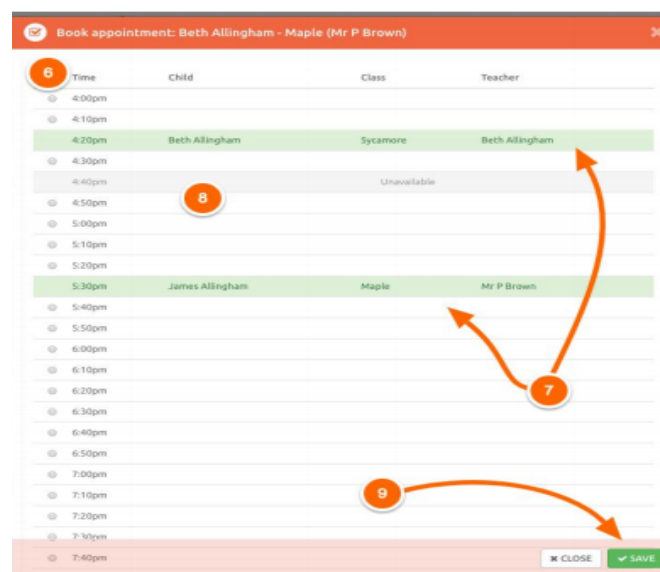 Book appointment: Beth Allingham - Maple (Mr P Brown)
6 Time Child Class Teacher
4:00pm
4:10pm
4:20pm Beth Allingham Sycamore Beth Allingham
4:30pm
4:40pm Unavailable
8
4:50pm
5:00pm
5:10pm
5:20pm
5:30pm James Allingham Maple Mr P Brown
5:40pm
5:50pm
6:00pm
6:10pm
6:20pm
7
6:30pm
6:40pm
6:50pm
7:00pm
7:10pm
9
7:20pm
7:30pm
7:40pm CLOSE SAVE